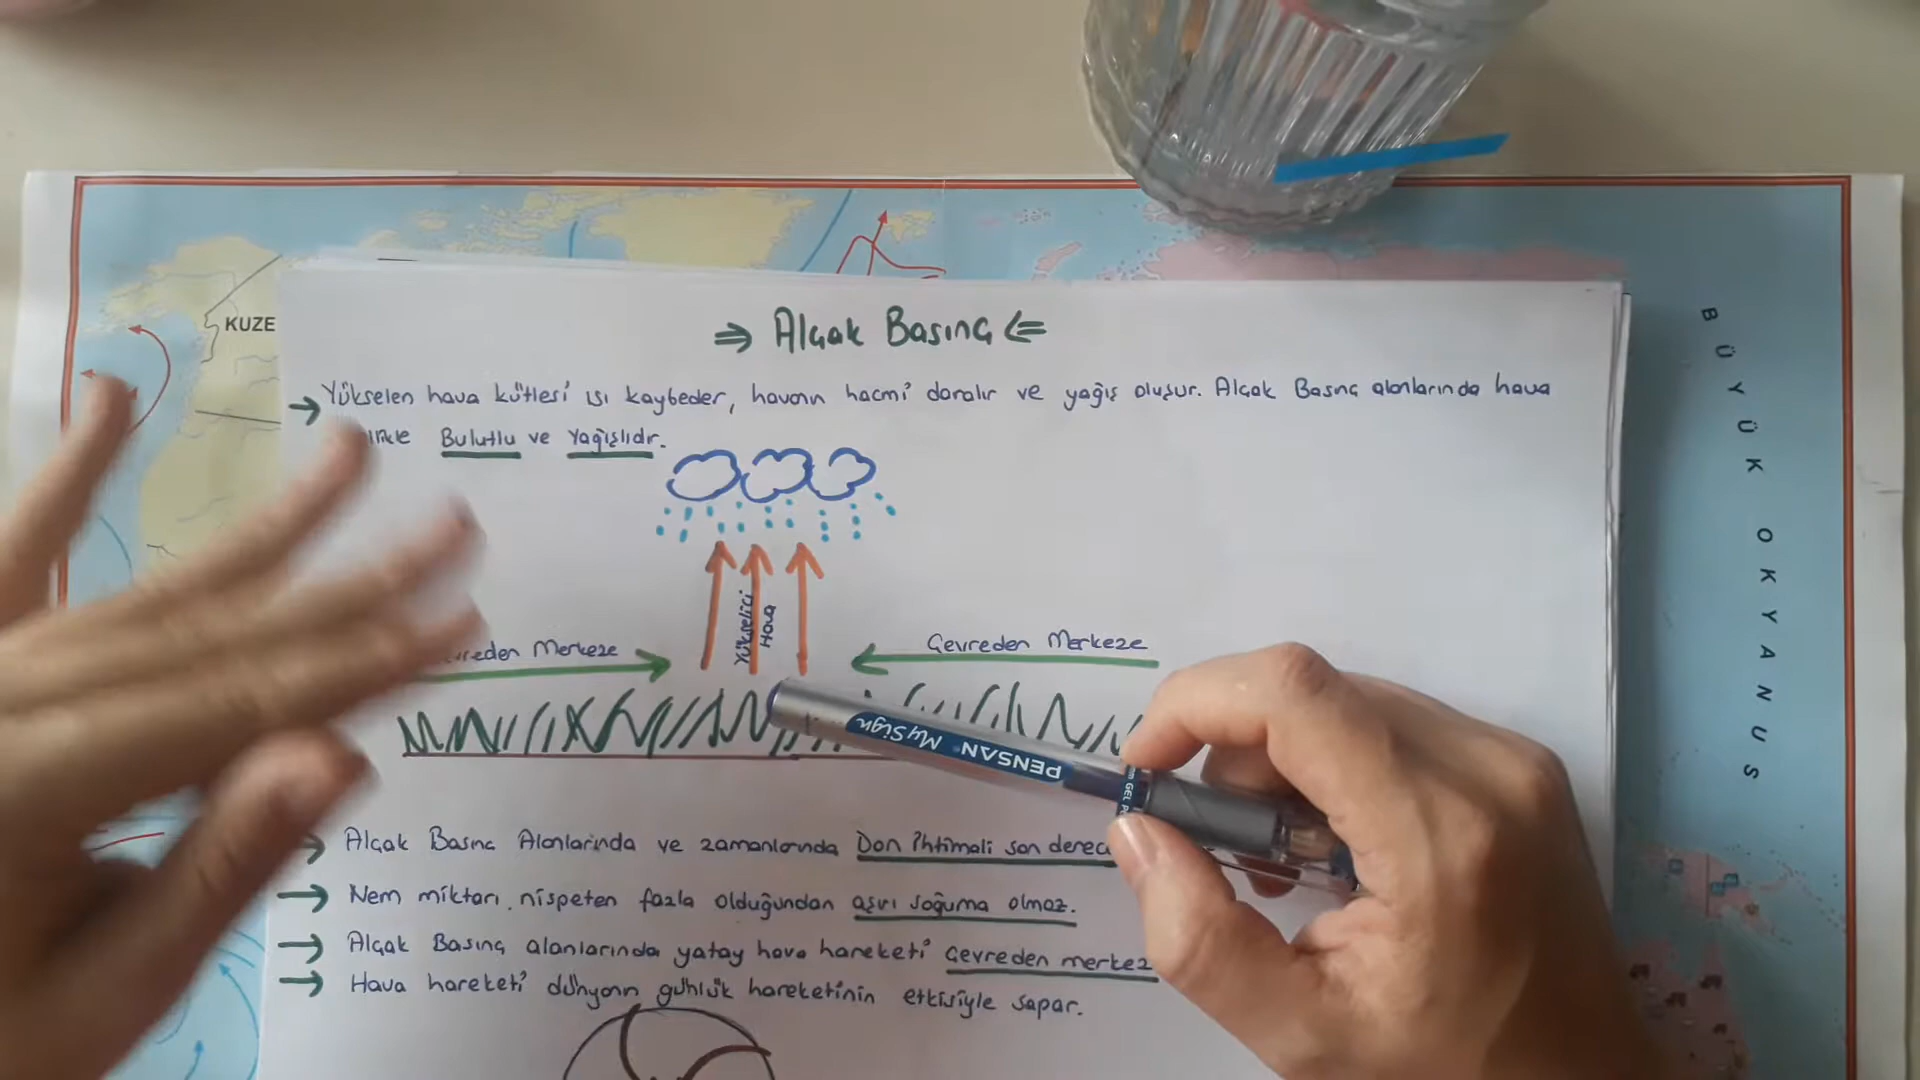 ⇒ Alçak Basınç ⇐
KUZE
→ Yükselen hava kütlesi ısı kaybeder, havanın hacmi daralır ve yağış oluşur. Alçak Basınç alanlarında hava
Bulutlu ve Yağışlıdır.
Yükselici
Hava
Merkeze
Çevreden Merkeze
PENSAN MySign
GEL
→ Alçak Basınç Alanlarında ve zamanlarında Don ihtimali son derece
→ Nem miktarı nispeten fazla olduğundan aşırı soğuma olmaz.
→ Alçak Basınç alanlarında yatay hava hareketi Çevreden merkez
→ Hava hareketi dünyanın günlük hareketinin etkisiyle sapar.
BÜYÜK OKYANUS